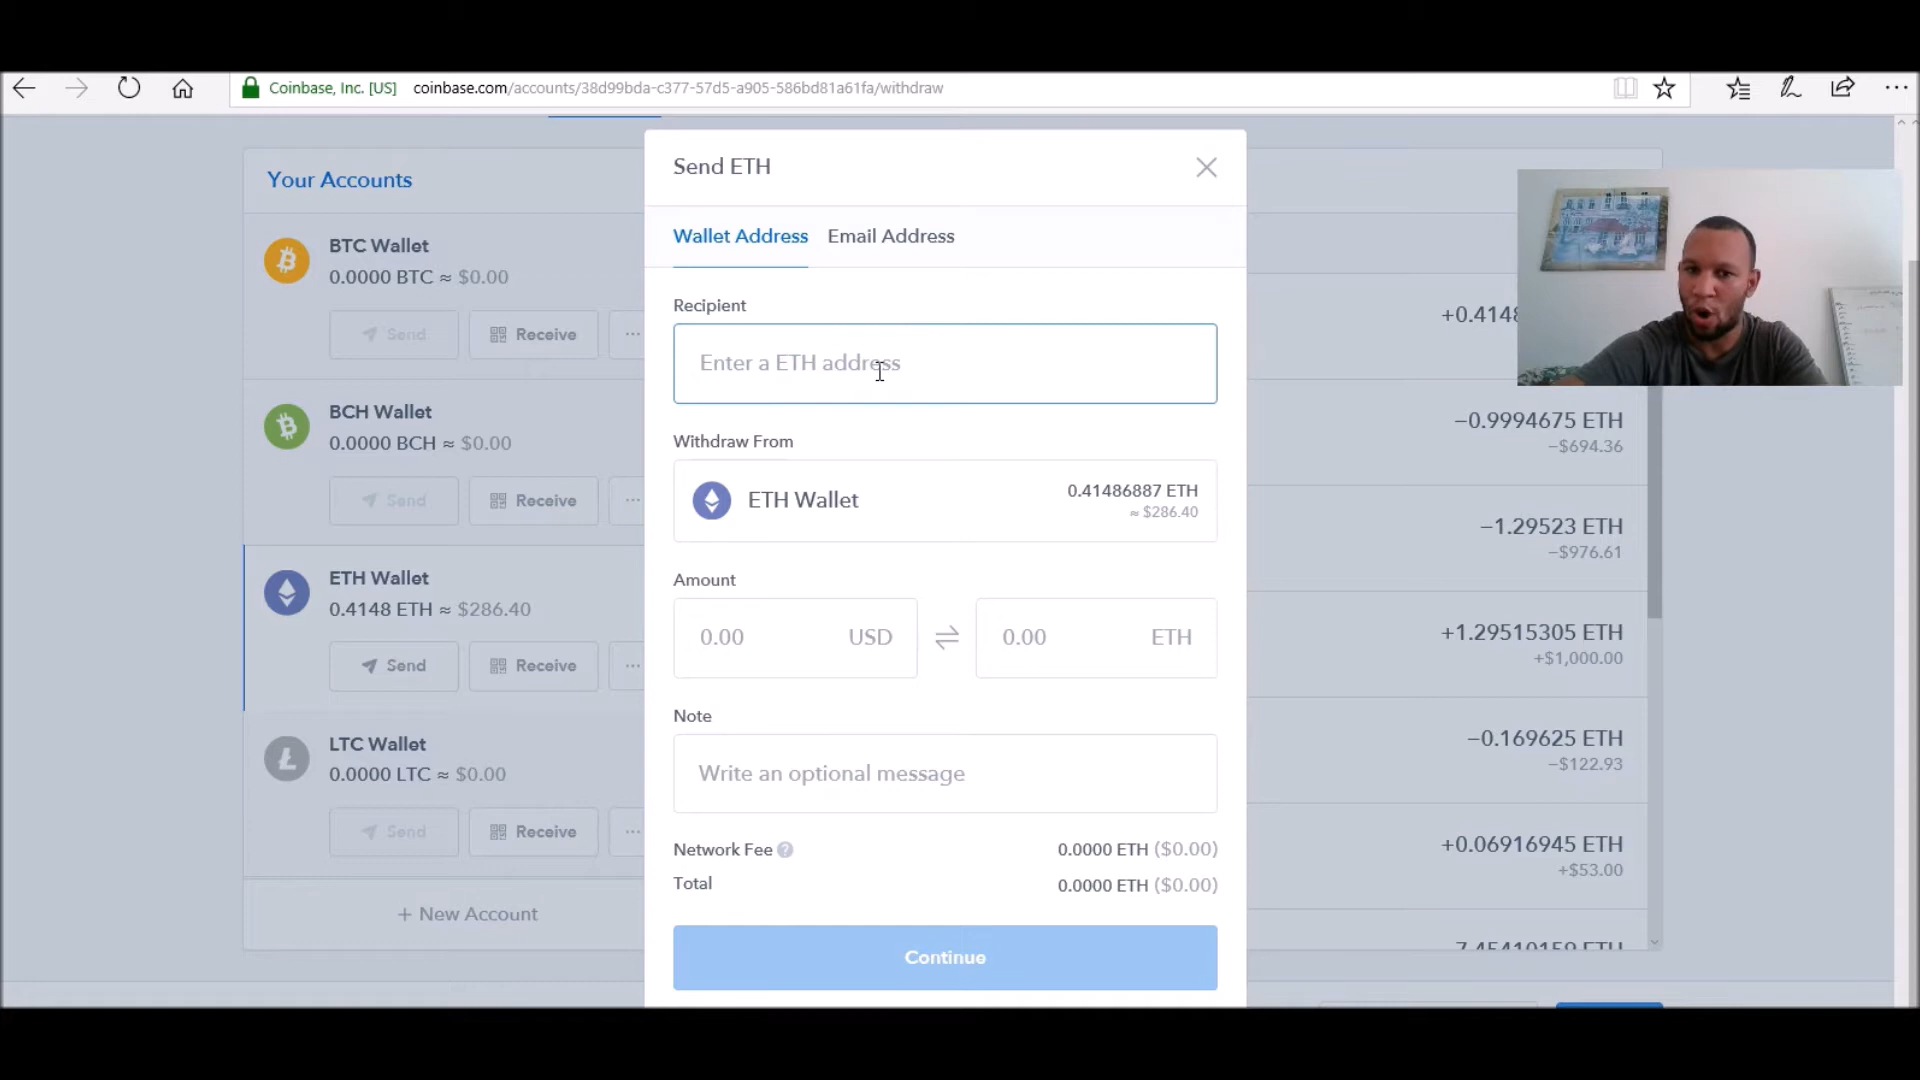 Coinbase, Inc. [US] coinbase.com/accounts/38d99bda-c377-57d5-a905-586bd81a61fa/withdraw
Your Accounts
BTC Wallet
0.0000 BTC ≈ $0.00
Send
Receive
BCH Wallet
0.0000 BCH ≈ $0.00
Send
Receive
ETH Wallet
0.4148 ETH ≈ $286.40
Send
Receive
LTC Wallet
0.0000 LTC ≈ $0.00
Send
Receive
+ New Account
Send ETH
Wallet Address Email Address
Recipient
Enter a ETH address
Withdraw From
ETH Wallet
0.41486887 ETH
≈ $286.40
Amount
0.00 USD
0.00 ETH
Note
Write an optional message
Network Fee ?
0.0000 ETH ($0.00)
Total
0.0000 ETH ($0.00)
Continue
+0.4148
−0.9994675 ETH
−$694.36
−1.29523 ETH
−$976.61
+1.29515305 ETH
+$1,000.00
−0.169625 ETH
−$122.93
+0.06916945 ETH
+$53.00